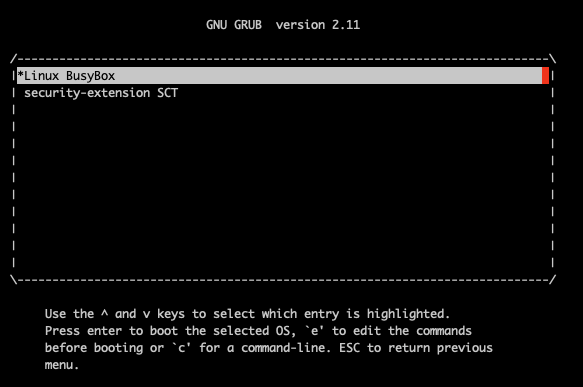 GNU GRUB  version 2.11
*Linux BusyBox
security-extension SCT
Use the ^ and v keys to select which entry is highlighted.
Press enter to boot the selected OS, `e' to edit the commands
before booting or `c' for a command-line. ESC to return previous
menu.